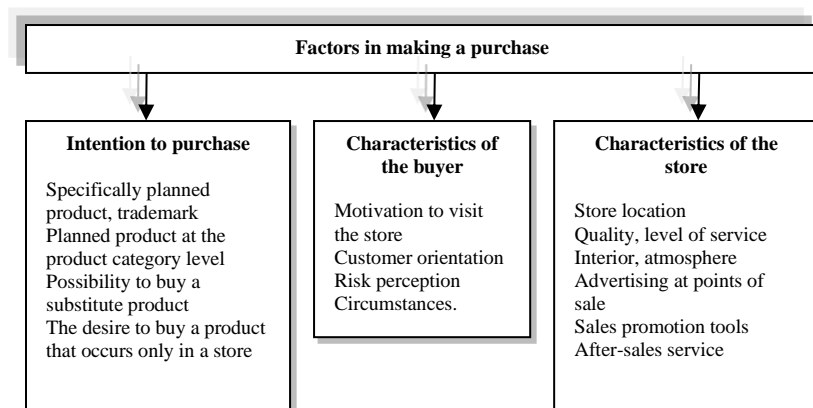 Factors in making a purchase
Intention to purchase
Specifically planned
product, trademark
Planned product at the
product category level
Possibility to buy a
substitute product
The desire to buy a product
that occurs only in a store
Characteristics of
the buyer
Motivation to visit
the store
Customer orientation
Risk perception
Circumstances.
Characteristics of the
store
Store location
Quality, level of service
Interior, atmosphere
Advertising at points of
sale
Sales promotion tools
After-sales service